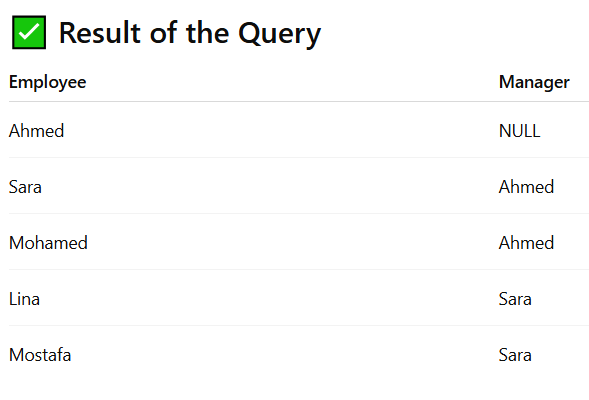 ✅ Result of the Query
Employee Manager
Ahmed NULL
Sara Ahmed
Mohamed Ahmed
Lina Sara
Mostafa Sara